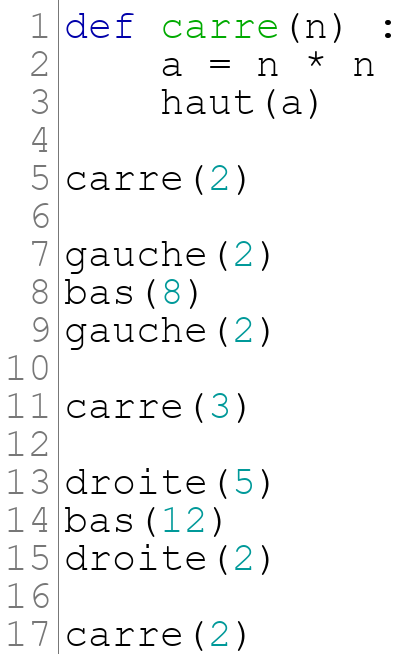 1 def carre(n) :
2     a = n * n
3     haut(a)
4
5 carre(2)
6
7 gauche(2)
8 bas(8)
9 gauche(2)
10
11 carre(3)
12
13 droite(5)
14 bas(12)
15 droite(2)
16
17 carre(2)